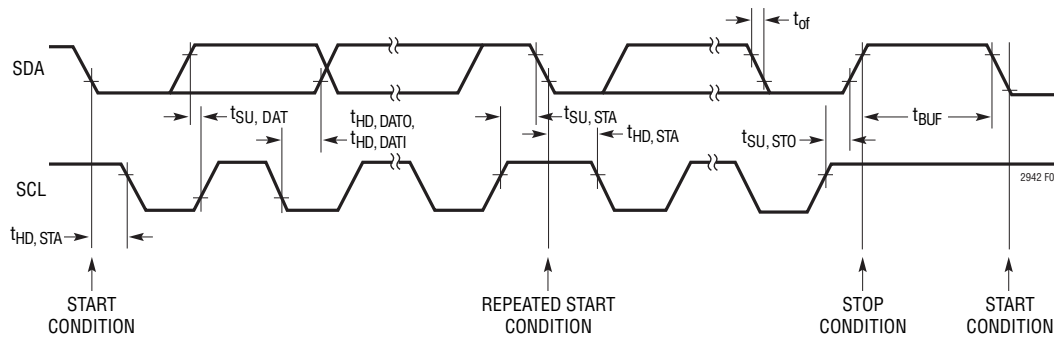 tof
SDA
tSU, DAT
tHD, DATO,
tHD, DATI
tSU, STA
tHD, STA
tSU, STO
tBUF
SCL
2942 F0
tHD, STA
START
CONDITION
REPEATED START
CONDITION
STOP
CONDITION
START
CONDITION